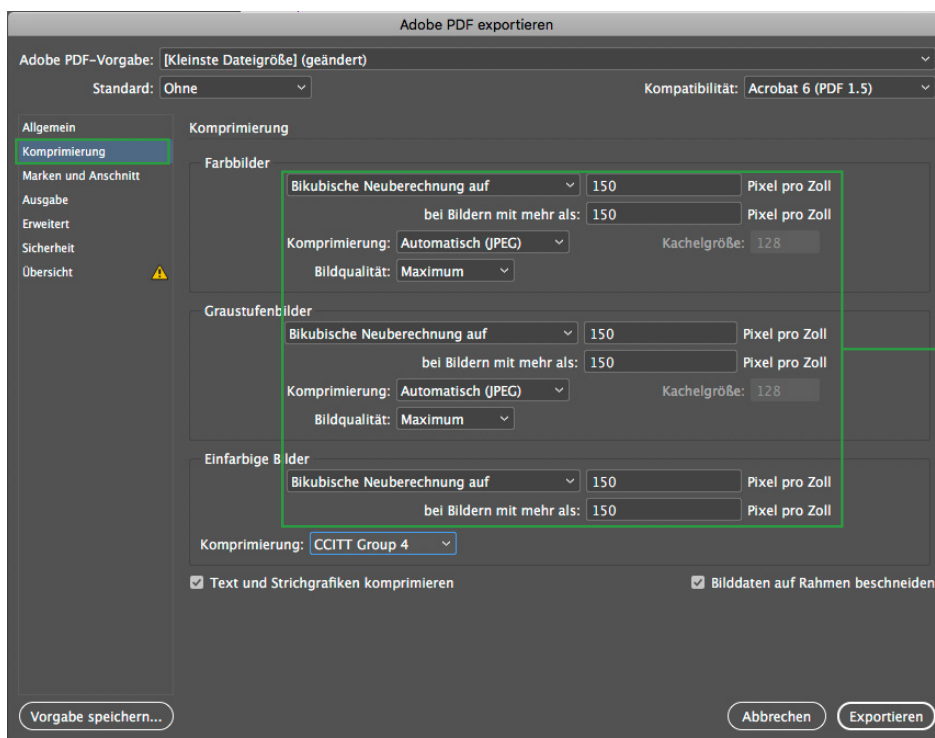 Adobe PDF exportieren
Adobe PDF-Vorgabe: [Kleinste Dateigröße] (geändert)
Standard: Ohne Kompatibilität: Acrobat 6 (PDF 1.5)
Allgemein
Komprimierung
Marken und Anschnitt
Ausgabe
Erweitert
Sicherheit
Übersicht
Komprimierung
Farbbilder
Bikubische Neuberechnung auf 150 Pixel pro Zoll
bei Bildern mit mehr als: 150 Pixel pro Zoll
Komprimierung: Automatisch (JPEG) Kachelgröße: 128
Bildqualität: Maximum
Graustufenbilder
Bikubische Neuberechnung auf 150 Pixel pro Zoll
bei Bildern mit mehr als: 150 Pixel pro Zoll
Komprimierung: Automatisch (JPEG) Kachelgröße: 128
Bildqualität: Maximum
Einfarbige Bilder
Bikubische Neuberechnung auf 150 Pixel pro Zoll
bei Bildern mit mehr als: 150 Pixel pro Zoll
Komprimierung: CCITT Group 4
Text und Strichgrafiken komprimieren Bilddaten auf Rahmen beschneiden
Vorgabe speichern... Abbrechen Exportieren